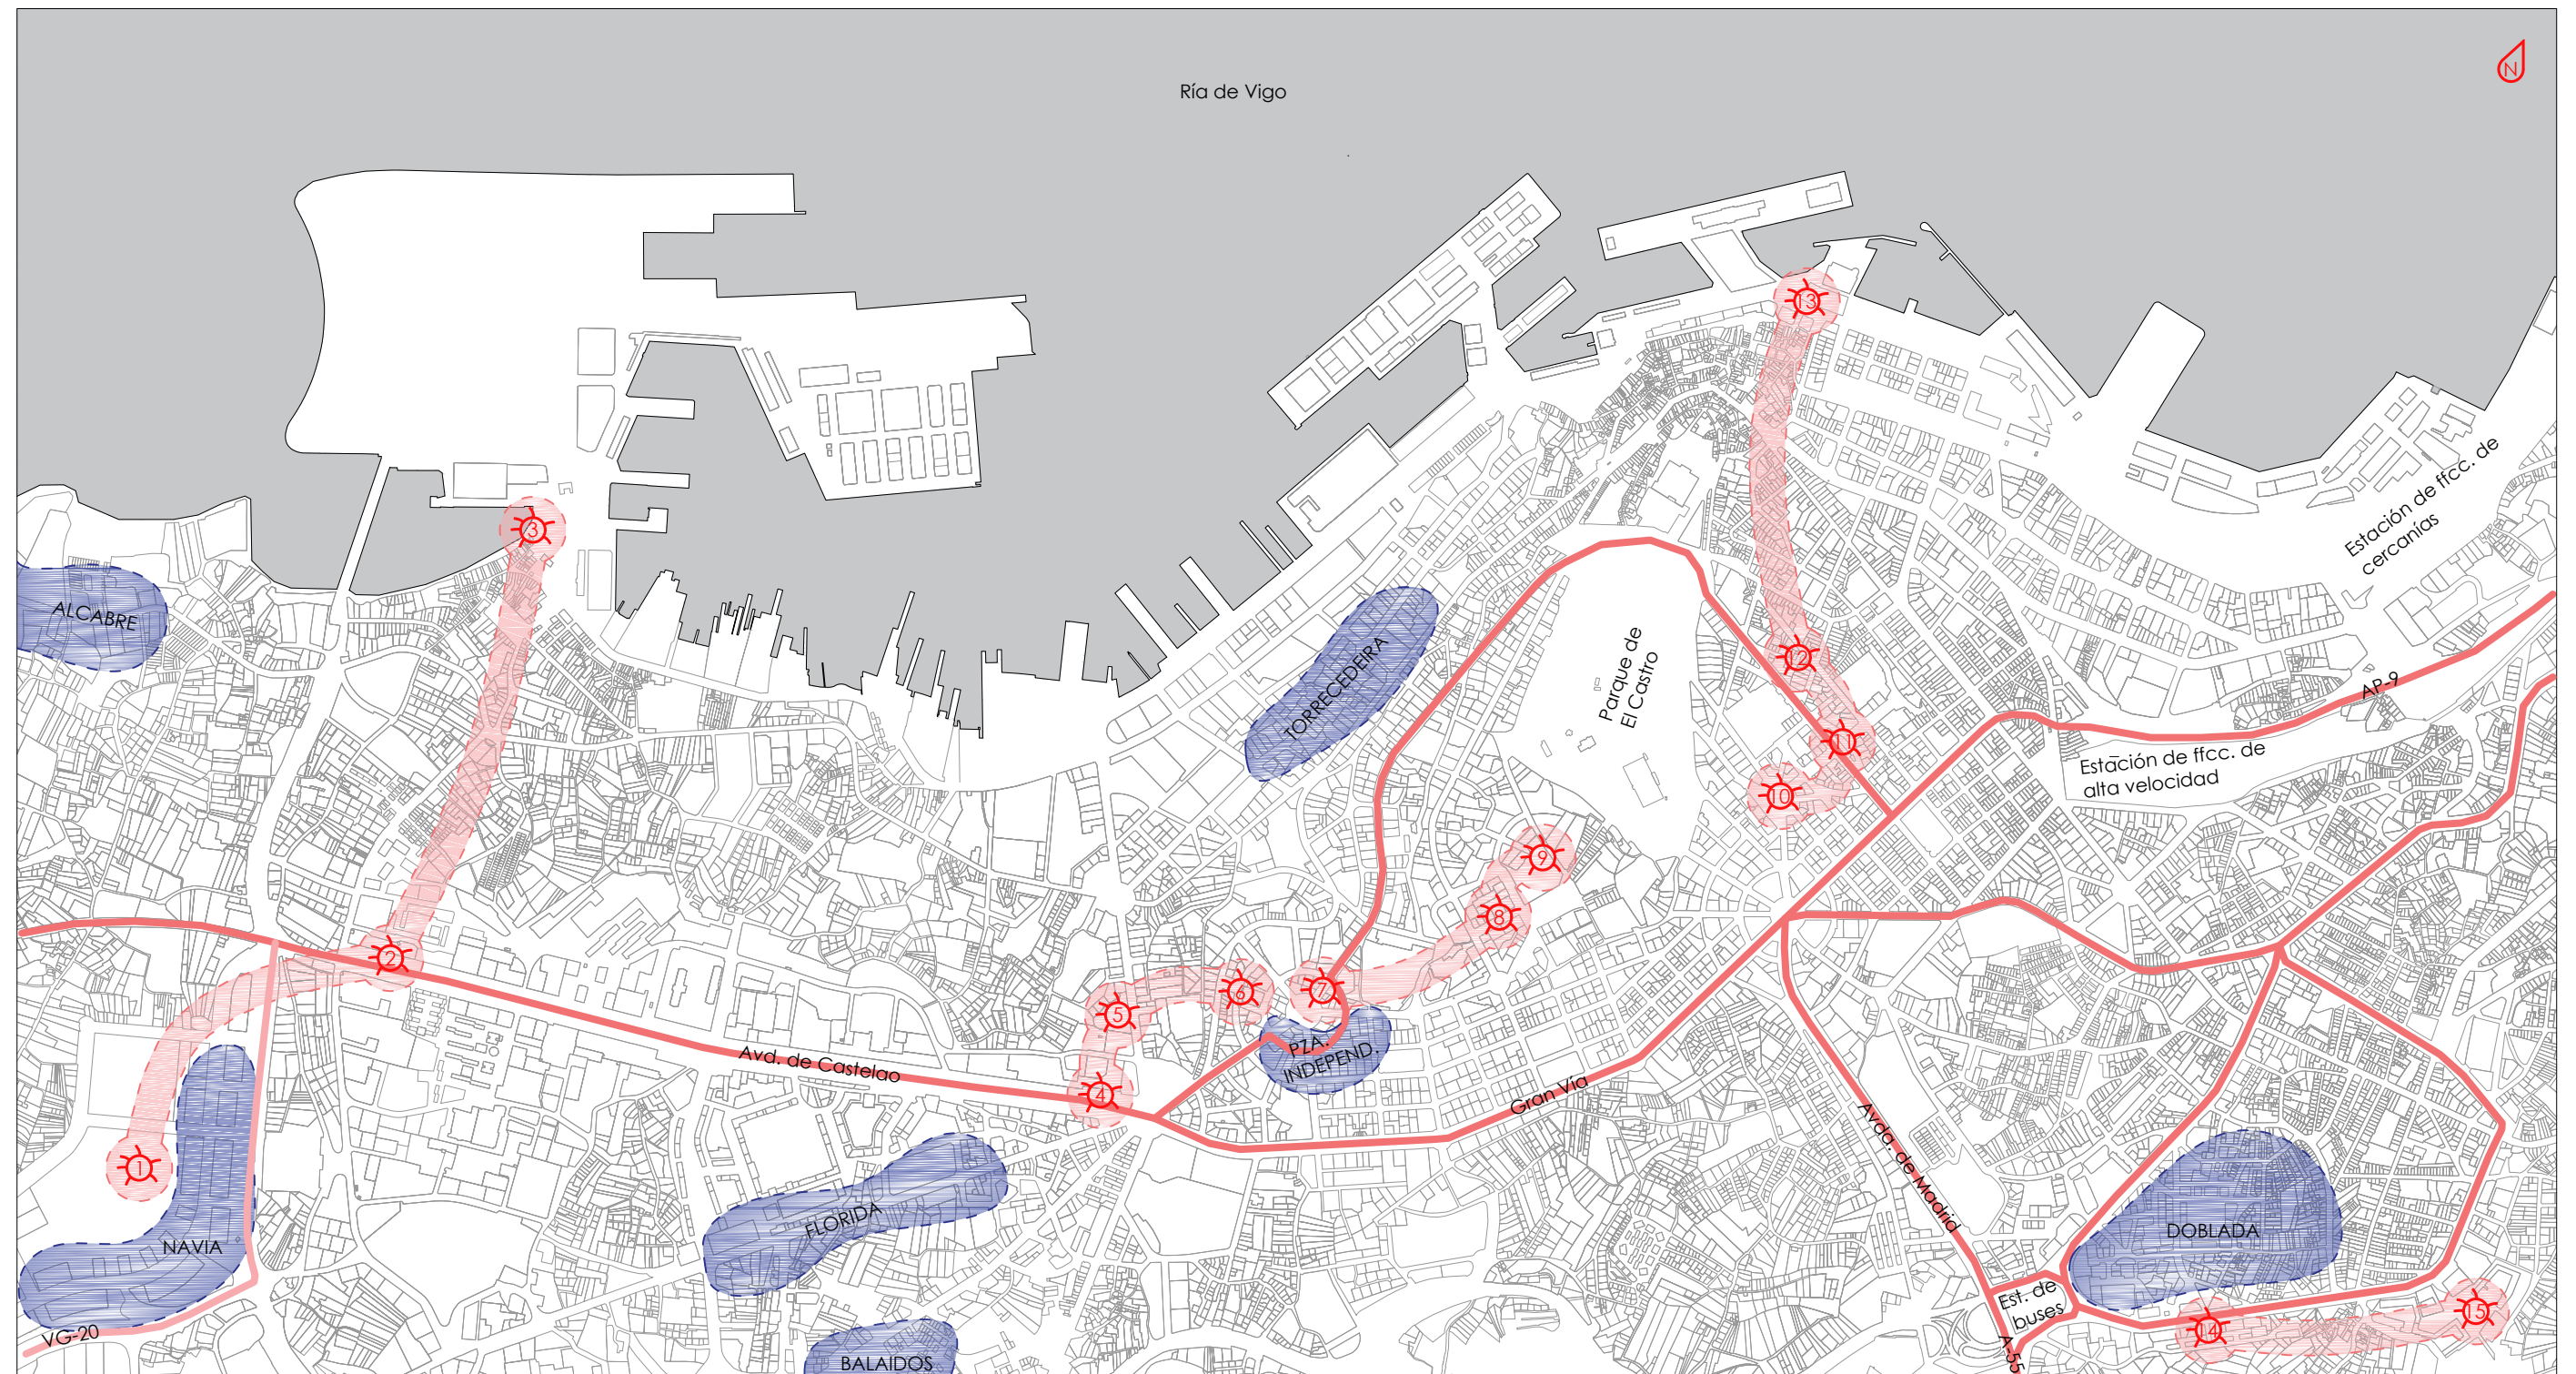 Ría de Vigo
N
13
Estación de ffcc. de
cercanías
3
ALCABRE
TORRECEDEIRA
Parque de
El Castro
12
AP-9
11
Estación de ffcc. de
alta velocidad
10
9
8
2
7
6
5
PZA.
INDEPEND.
Avd. de Castelao
4
Gran Vía
Avda. de Madrid
1
FLORIDA
DOBLADA
NAVIA
Est. de
buses
15
14
VG-20
A-55
BALAIDOS